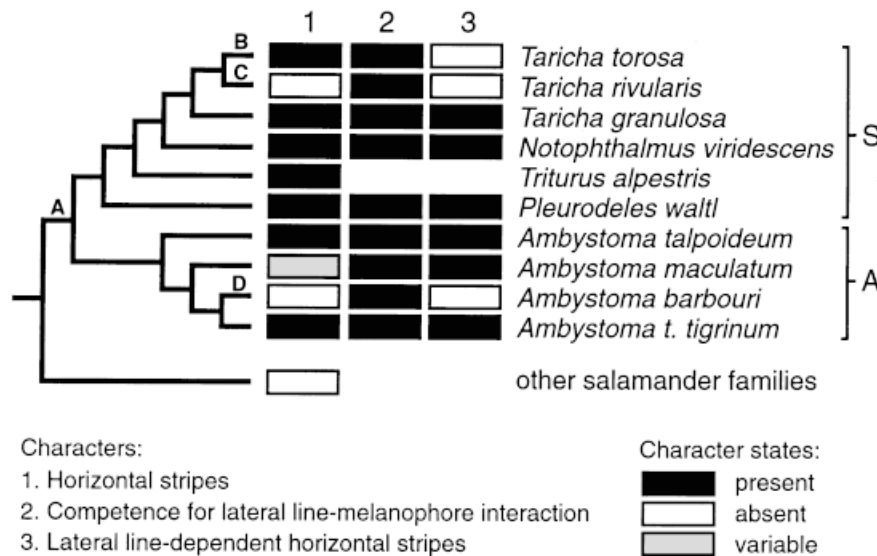 1 2 3
B Taricha torosa
C Taricha rivularis
Taricha granulosa
Notophthalmus viridescens
S
Triturus alpestris
A Pleurodeles waltl
Ambystoma talpoideum
Ambystoma maculatum
A
D Ambystoma barbouri
Ambystoma t. tigrinum
other salamander families
Characters:
1. Horizontal stripes
2. Competence for lateral line-melanophore interaction
3. Lateral line-dependent horizontal stripes
Character states:
present
absent
variable